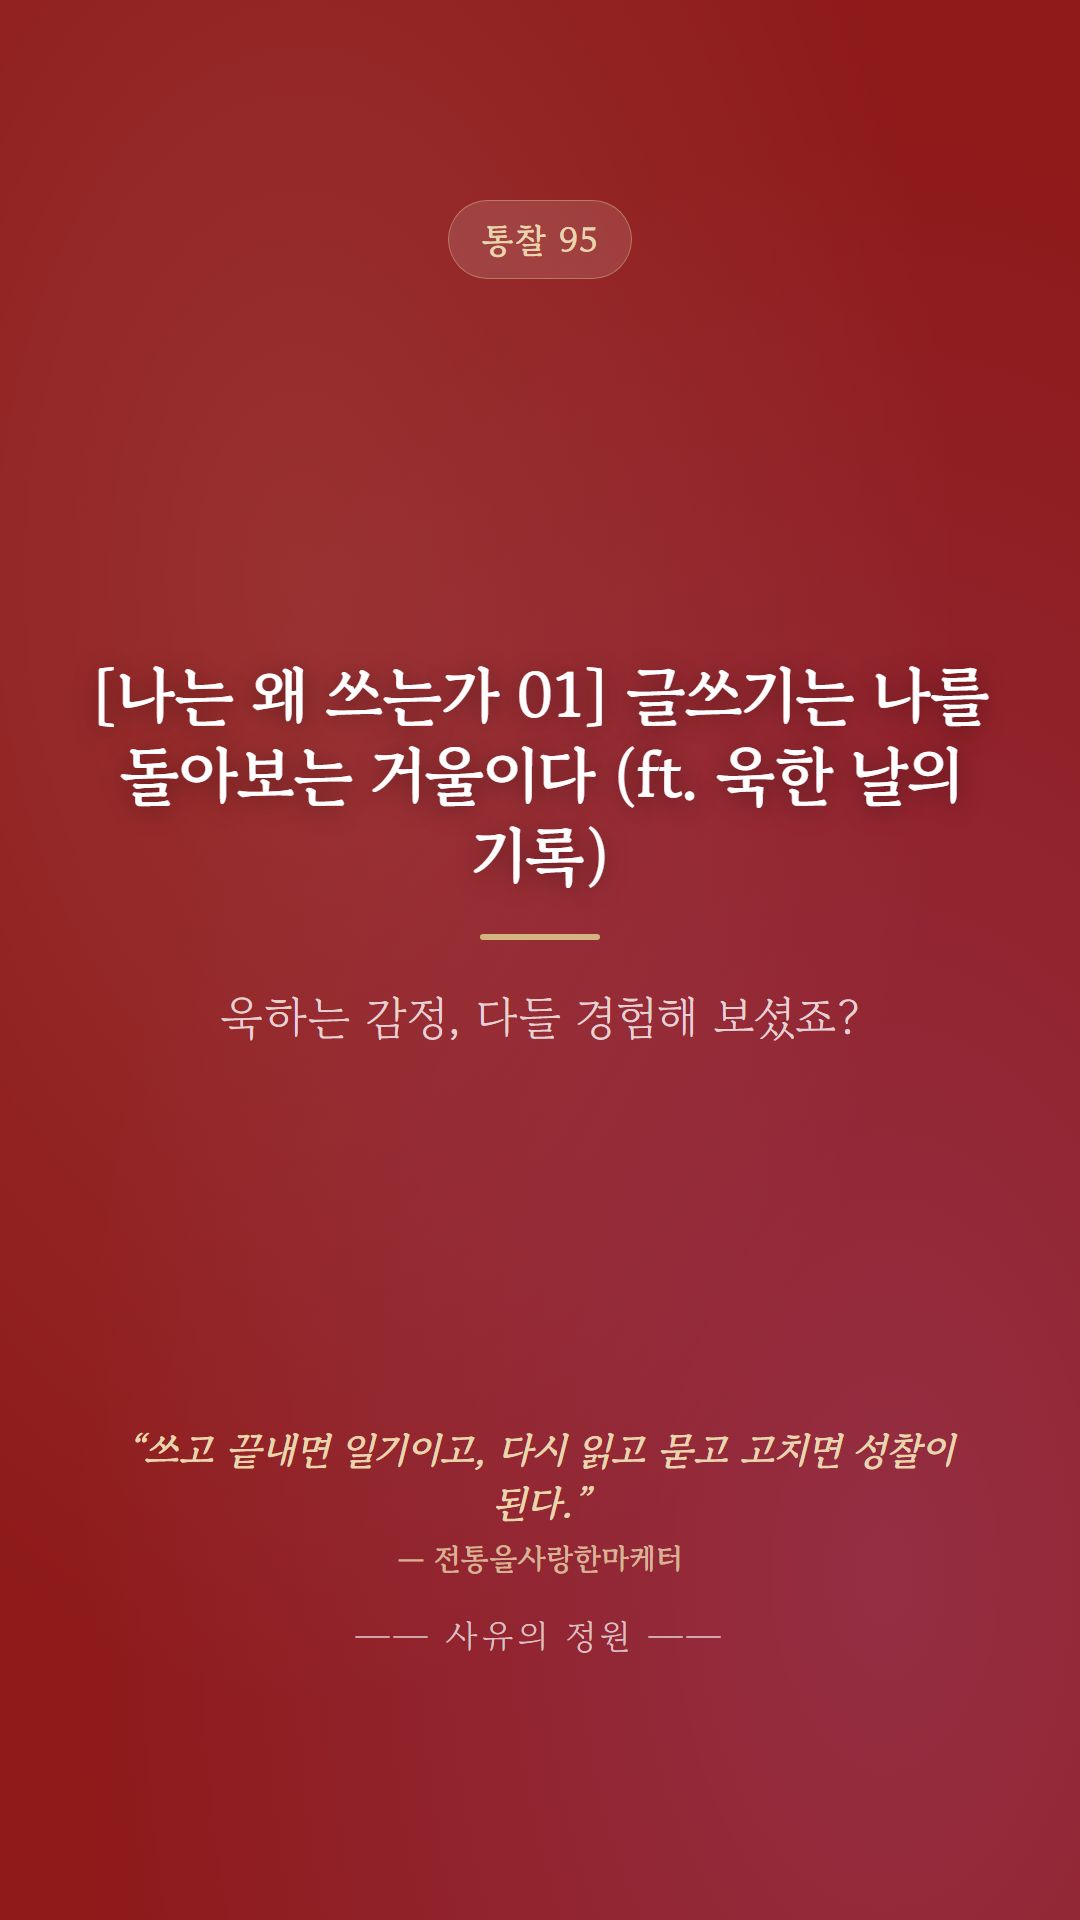 통찰 95
[나는 왜 쓰는가 01] 글쓰기는 나를
돌아보는 거울이다 (ft. 욱한 날의
기록)
욱하는 감정, 다들 경험해 보셨죠?
“쓰고 끝내면 일기이고, 다시 읽고 묻고 고치면 성찰이
된다.”
— 전통을사랑한마케터
—— 사유의 정원 ——